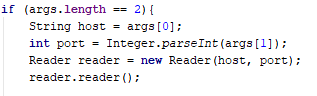 if (args.length == 2){
    String host = args[0];
    int port = Integer.parseInt(args[1]);
    Reader reader = new Reader(host, port);
    reader.reader();